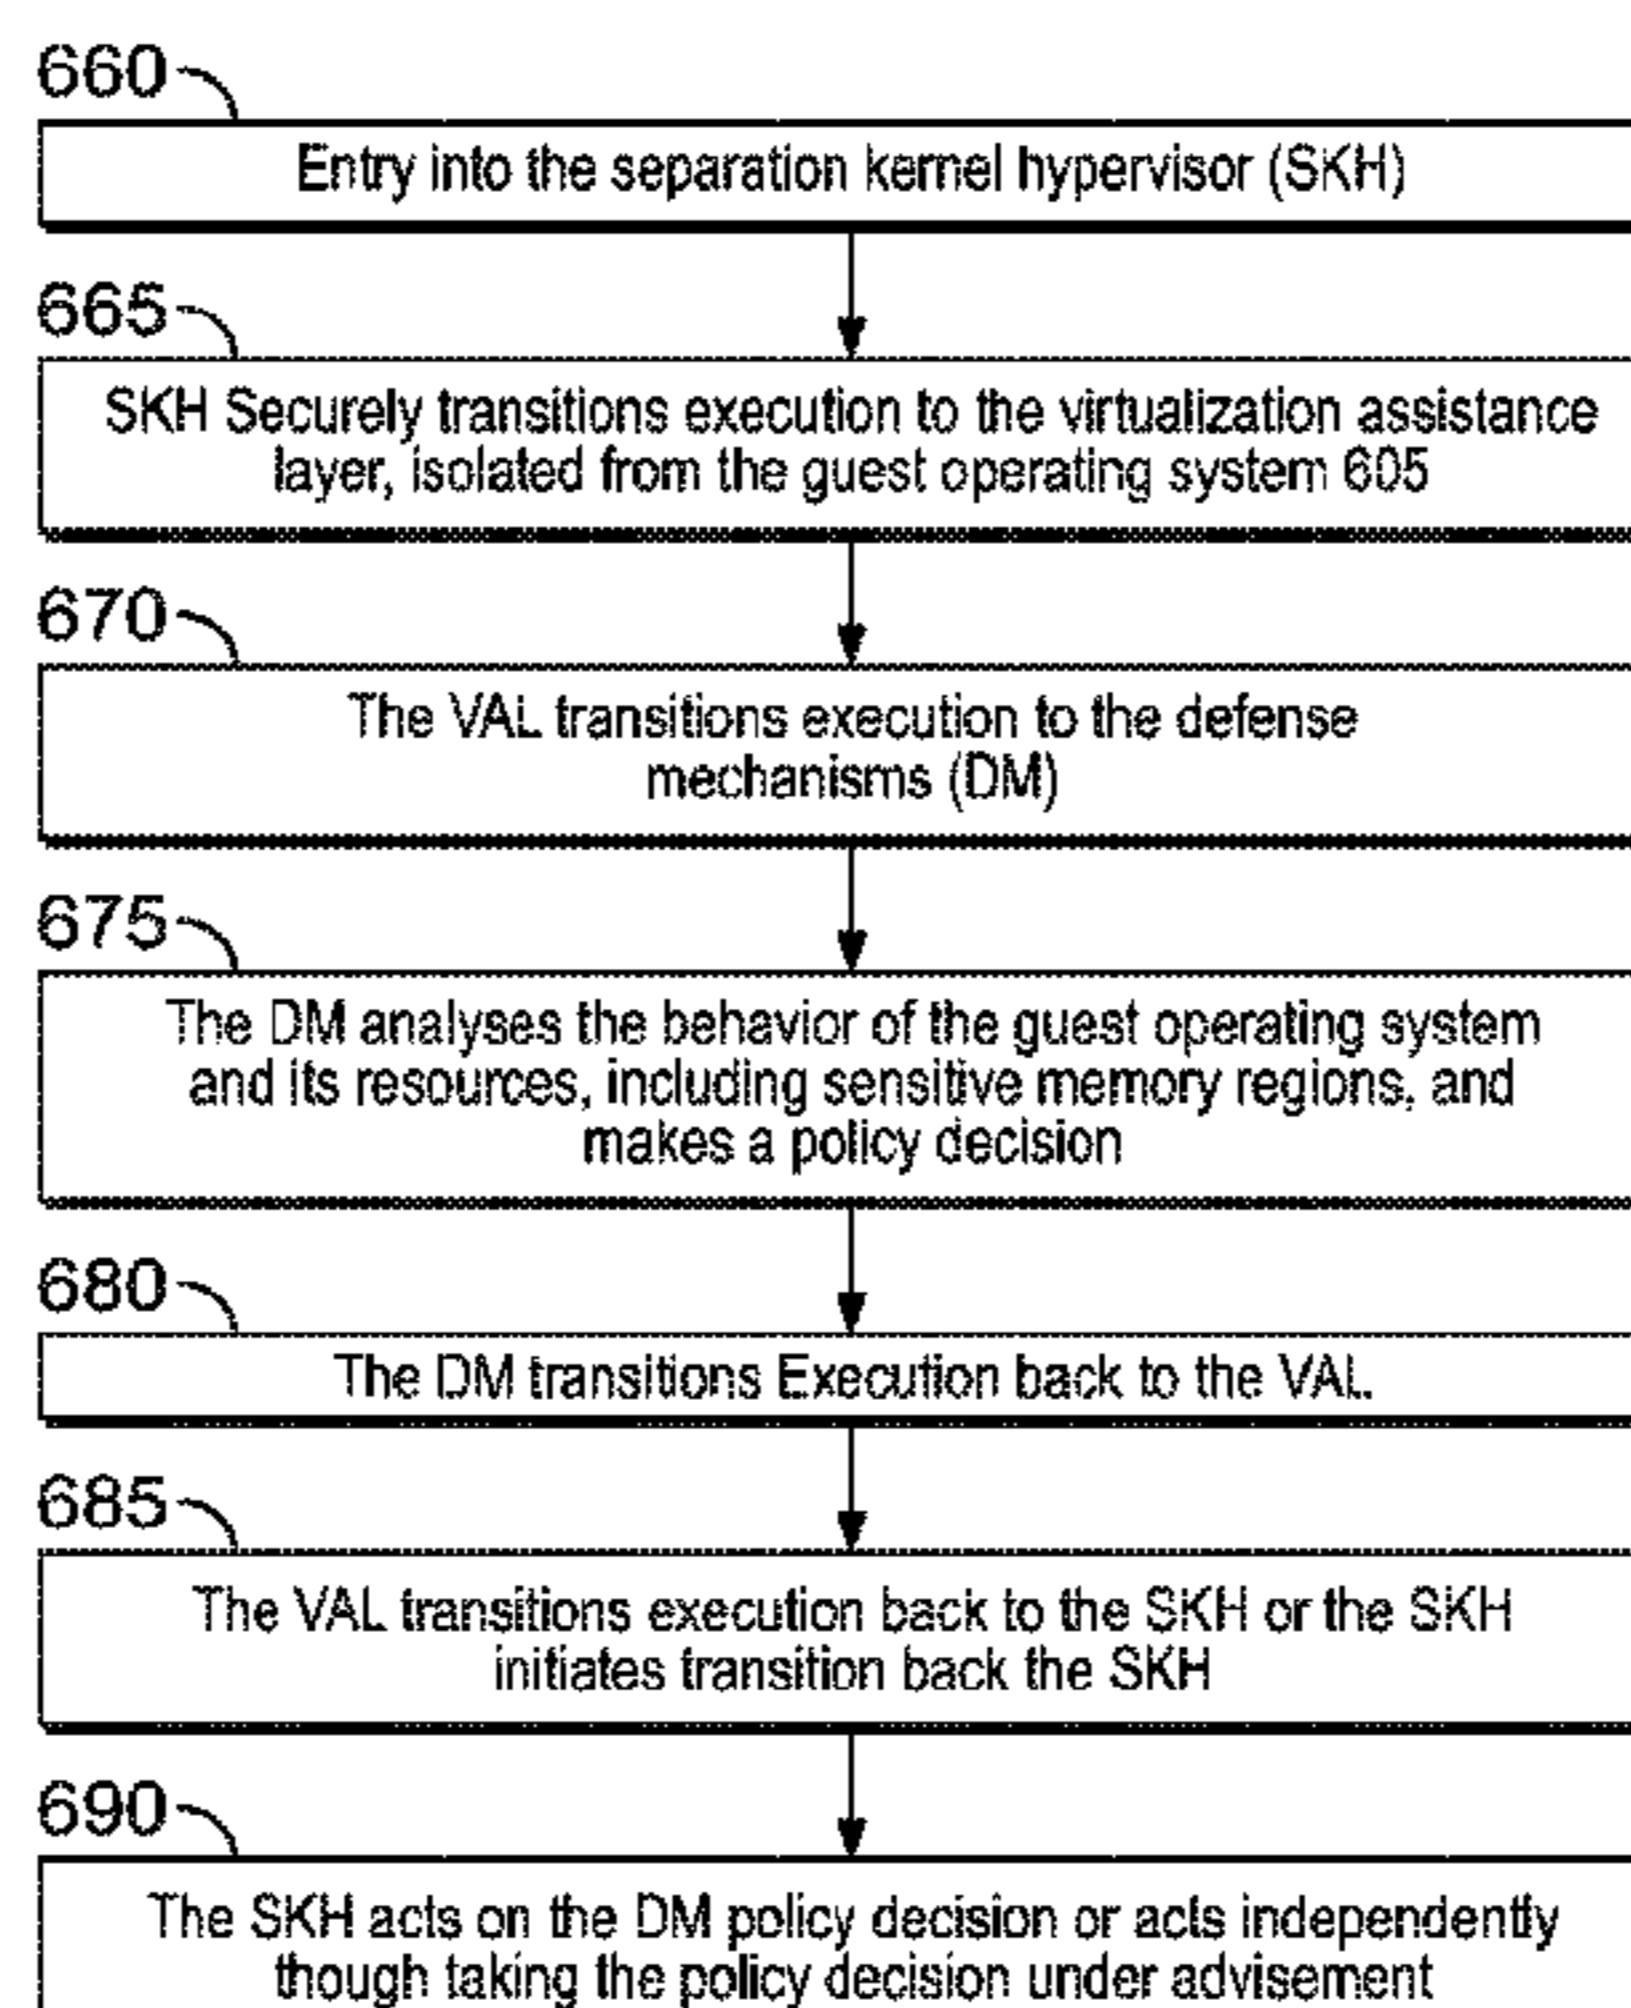 660
Entry into the separation kernel hypervisor (SKH)
665
SKH Securely transitions execution to the virtualization assistance
layer, isolated from the guest operating system 605
670
The VAL transitions execution to the defense
mechanisms (DM)
675
The DM analyses the behavior of the guest operating system
and its resources, including sensitive memory regions, and
makes a policy decision
680
The DM transitions Execution back to the VAL.
685
The VAL transitions execution back to the SKH or the SKH
initiates transition back the SKH
690
The SKH acts on the DM policy decision or acts independently
though taking the policy decision under advisement